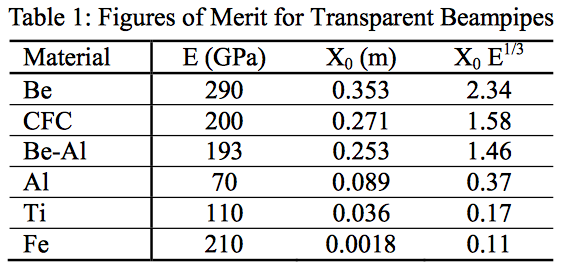 Table 1: Figures of Merit for Transparent Beampipes
Material E (GPa) X₀ (m) X₀ E^1/3
Be 290 0.353 2.34
CFC 200 0.271 1.58
Be-Al 193 0.253 1.46
Al 70 0.089 0.37
Ti 110 0.036 0.17
Fe 210 0.0018 0.11